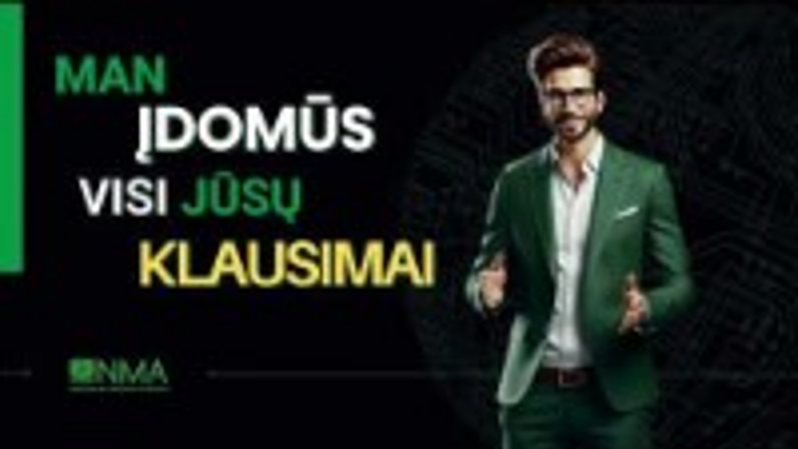 MAN
ĮDOMŪS
VISI JŪSŲ
KLAUSIMAI
NMA